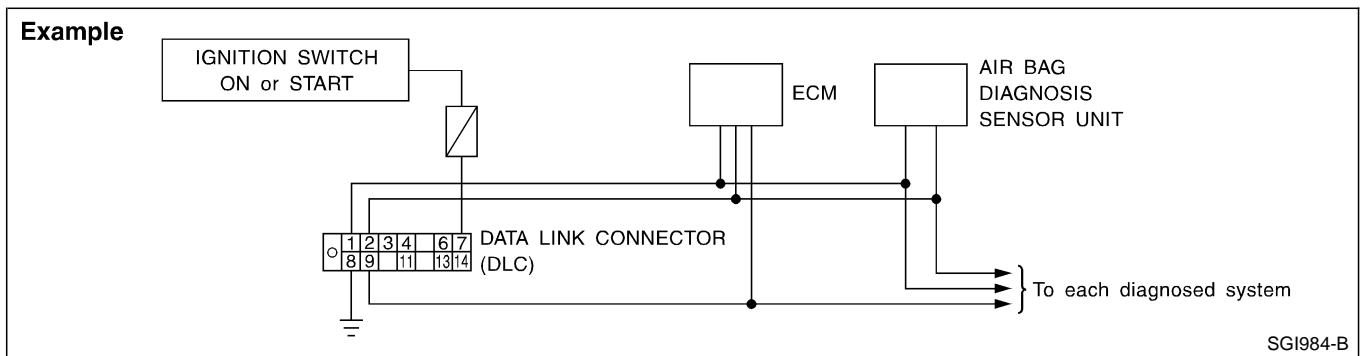 Example
IGNITION SWITCH
ON or START
ECM
AIR BAG
DIAGNOSIS
SENSOR UNIT
1 2 3 4 6 7
8 9 11 13 14
DATA LINK CONNECTOR
(DLC)
To each diagnosed system
SGI984-B